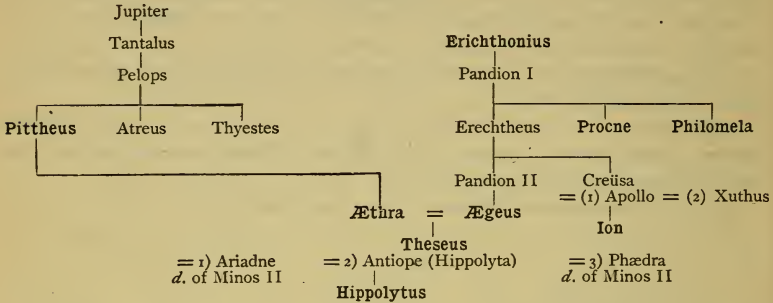 Jupiter
Tantalus
Erichthonius
Pelops
Pandion I
Pittheus Atreus Thyestes
Erechtheus Procne Philomela
Pandion II
Creüsa
= (1) Apollo = (2) Xuthus
Æthra = Ægeus
Ion
Theseus
= 1) Ariadne
d. of Minos II
= 2) Antiope (Hippolyta)
= 3) Phædra
d. of Minos II
Hippolytus